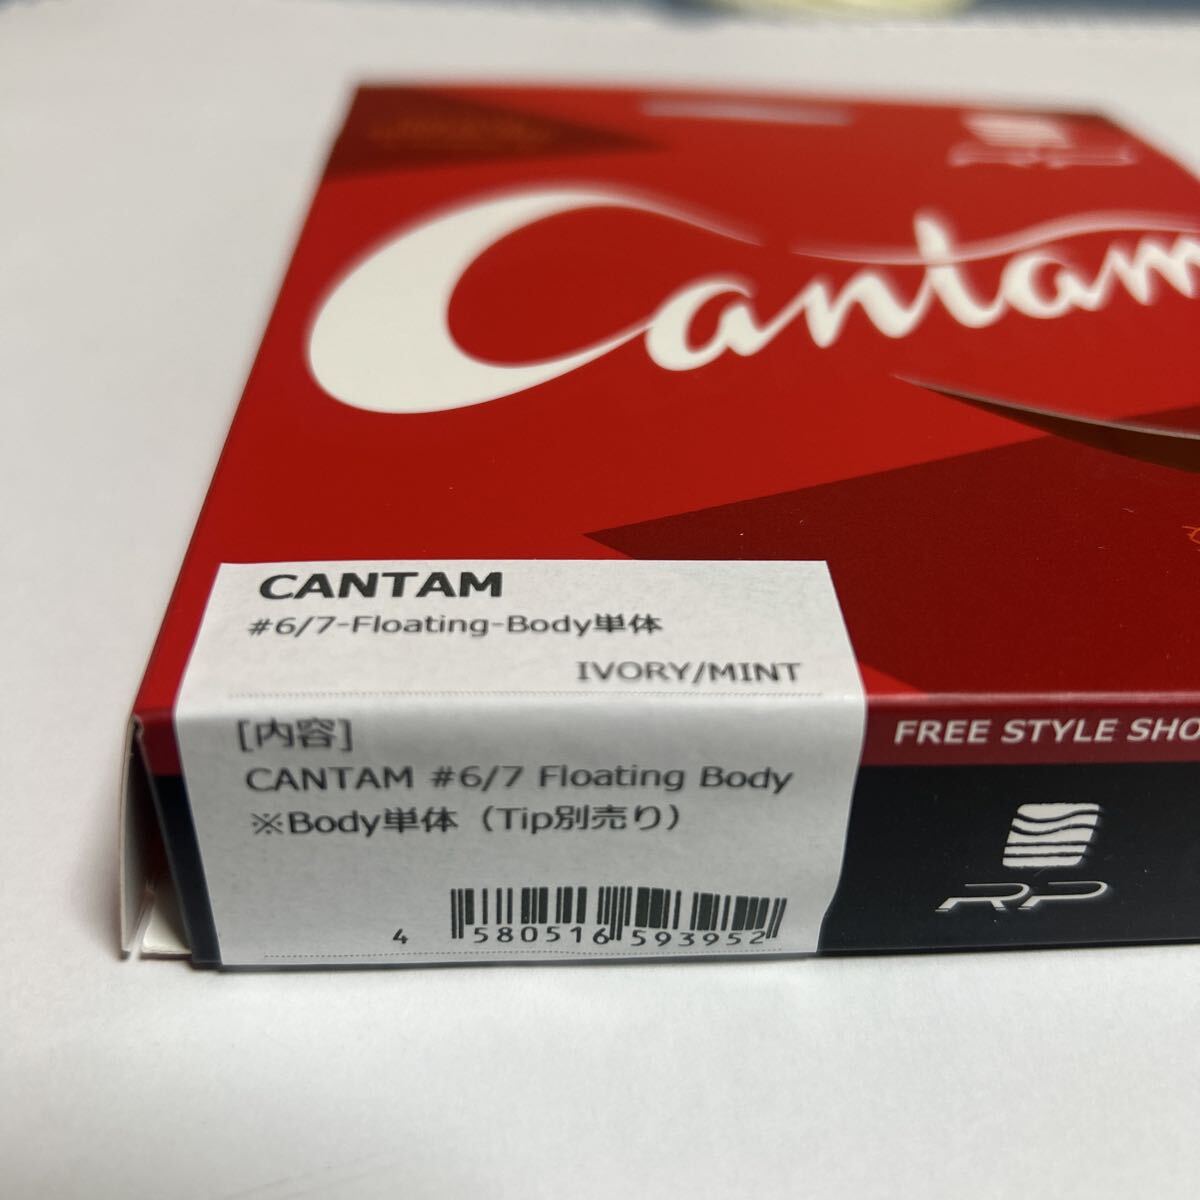 RP
Cantam
CANTAM
#6/7-Floating-Body単体
IVORY/MINT
[内容]
CANTAM #6/7 Floating Body
※Body単体（Tip別売り）
4 580516 593952
FREE STYLE SHO
RP